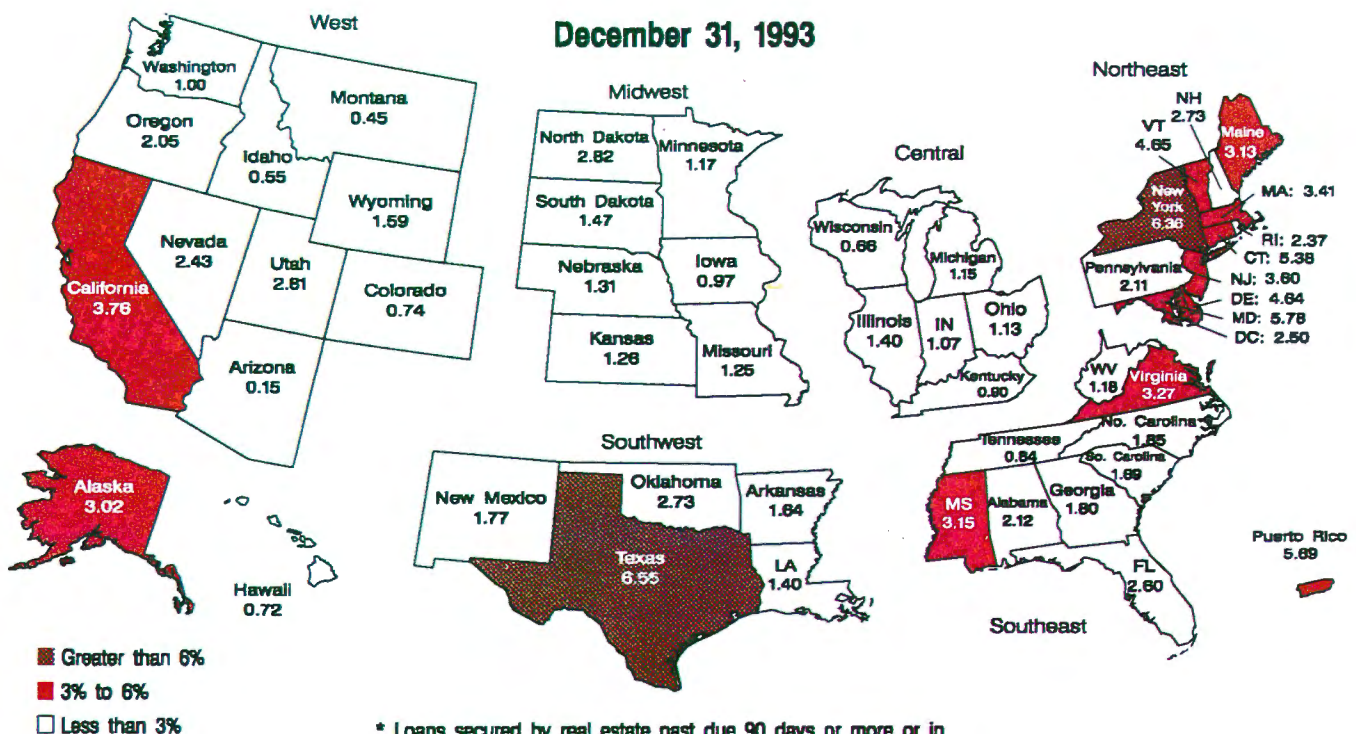 December 31, 1993
West
Washington
1.00
Oregon
2.05
Montana
0.45
Idaho
0.55
Wyoming
1.59
Nevada
2.43
Utah
2.81
Colorado
0.74
California
3.76
Arizona
0.15
Alaska
3.02
Hawaii
0.72
Midwest
North Dakota
2.82
Minnesota
1.17
South Dakota
1.47
Nebraska
1.31
Iowa
0.97
Kansas
1.26
Missouri
1.25
Central
Wisconsin
0.66
Michigan
1.15
Illinois
1.40
IN
1.07
Ohio
1.13
Kentucky
0.90
Northeast
NH
2.73
VT
4.65
Maine
3.13
New
York
6.36
MA: 3.41
RI: 2.37
CT: 5.38
Pennsylvania
2.11
NJ: 3.60
DE: 4.64
MD: 5.78
DC: 2.50
Southwest
New Mexico
1.77
Oklahoma
2.73
Arkansas
1.64
Texas
6.55
LA
1.40
WV
1.18
Virginia
3.27
No. Carolina
1.85
Tennessee
0.84
So. Carolina
1.89
MS
3.15
Alabama
2.12
Georgia
1.80
FL
2.60
Southeast
Puerto Rico
5.69
Greater than 6%
3% to 6%
Less than 3%
* Loans secured by real estate past due 90 days or more or in